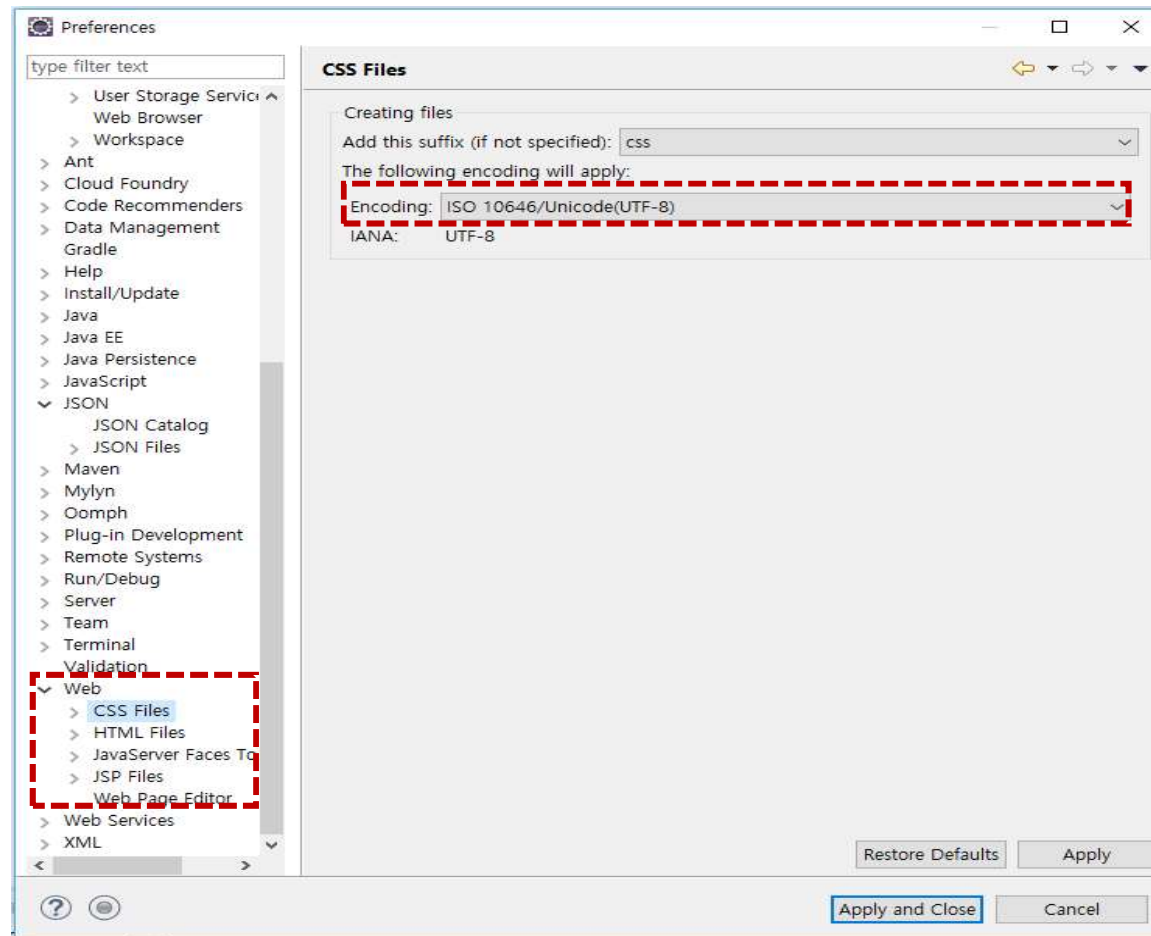 Preferences
type filter text
User Storage Servic
Web Browser
Workspace
Ant
Cloud Foundry
Code Recommenders
Data Management
Gradle
Help
Install/Update
Java
Java EE
Java Persistence
JavaScript
JSON
JSON Catalog
JSON Files
Maven
Mylyn
Oomph
Plug-in Development
Remote Systems
Run/Debug
Server
Team
Terminal
Validation
Web
CSS Files
HTML Files
JavaServer Faces To
JSP Files
Web Page Editor
Web Services
XML
CSS Files
Creating files
Add this suffix (if not specified): css
The following encoding will apply:
Encoding: ISO 10646/Unicode(UTF-8)
IANA: UTF-8
Restore Defaults Apply
Apply and Close Cancel